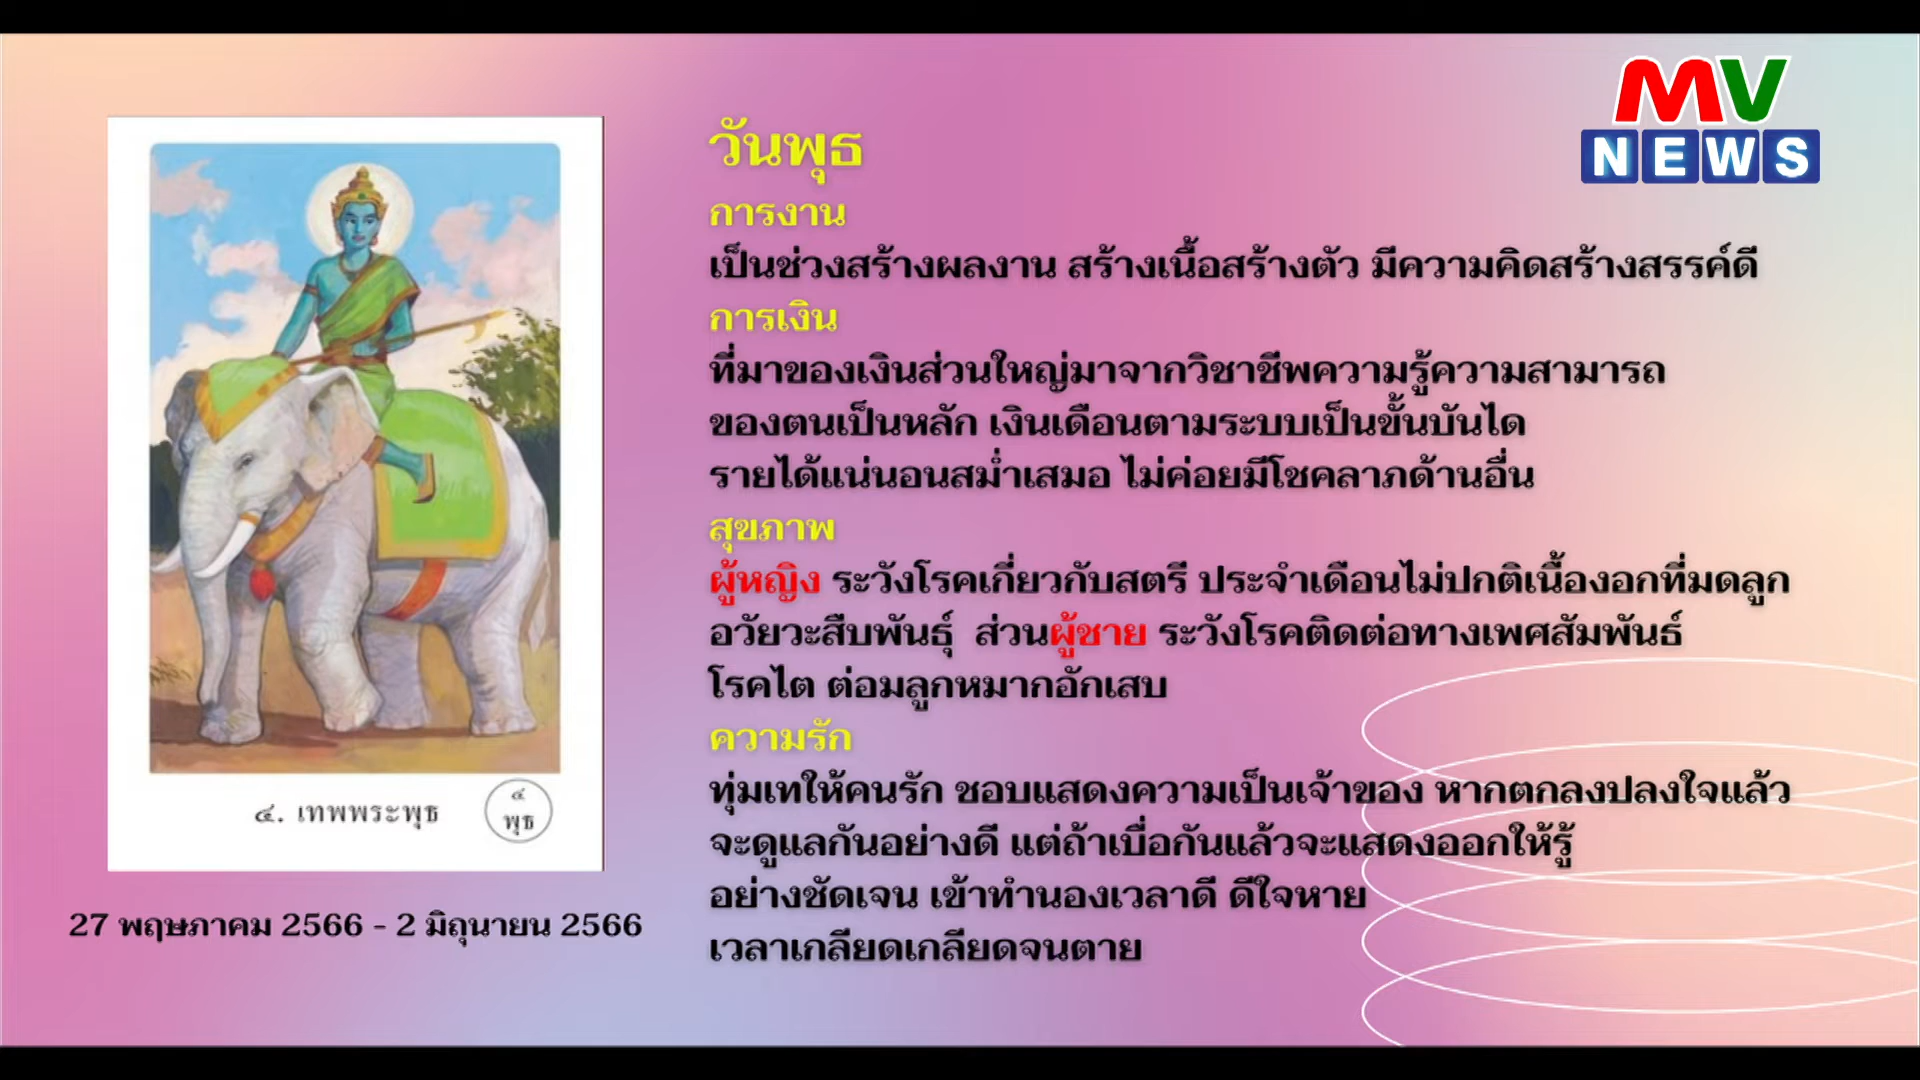 MV
NEWS
วันพุธ
การงาน
เป็นช่วงสร้างผลงาน สร้างเนื้อสร้างตัว มีความคิดสร้างสรรค์ดี
การเงิน
ที่มาของเงินส่วนใหญ่มาจากวิชาชีพความรู้ความสามารถ
ของตนเป็นหลัก เงินเดือนตามระบบเป็นขั้นบันได
รายได้แน่นอนสม่ำเสมอ ไม่ค่อยมีโชคลาภด้านอื่น
สุขภาพ
ผู้หญิง ระวังโรคเกี่ยวกับสตรี ประจำเดือนไม่ปกติเนื้องอกที่มดลูก
อวัยวะสืบพันธุ์ ส่วนผู้ชาย ระวังโรคติดต่อทางเพศสัมพันธ์
โรคไต ต่อมลูกหมากอักเสบ
ความรัก
ทุ่มเทให้คนรัก ชอบแสดงความเป็นเจ้าของ หากตกลงปลงใจแล้ว
จะดูแลกันอย่างดี แต่ถ้าเบื่อกันแล้วจะแสดงออกให้รู้
อย่างชัดเจน เข้าทำนองเวลาดี ดีใจหาย
เวลาเกลียดเกลียดจนตาย
๔. เทพพระพุธ
๔
พุธ
27 พฤษภาคม 2566 - 2 มิถุนายน 2566